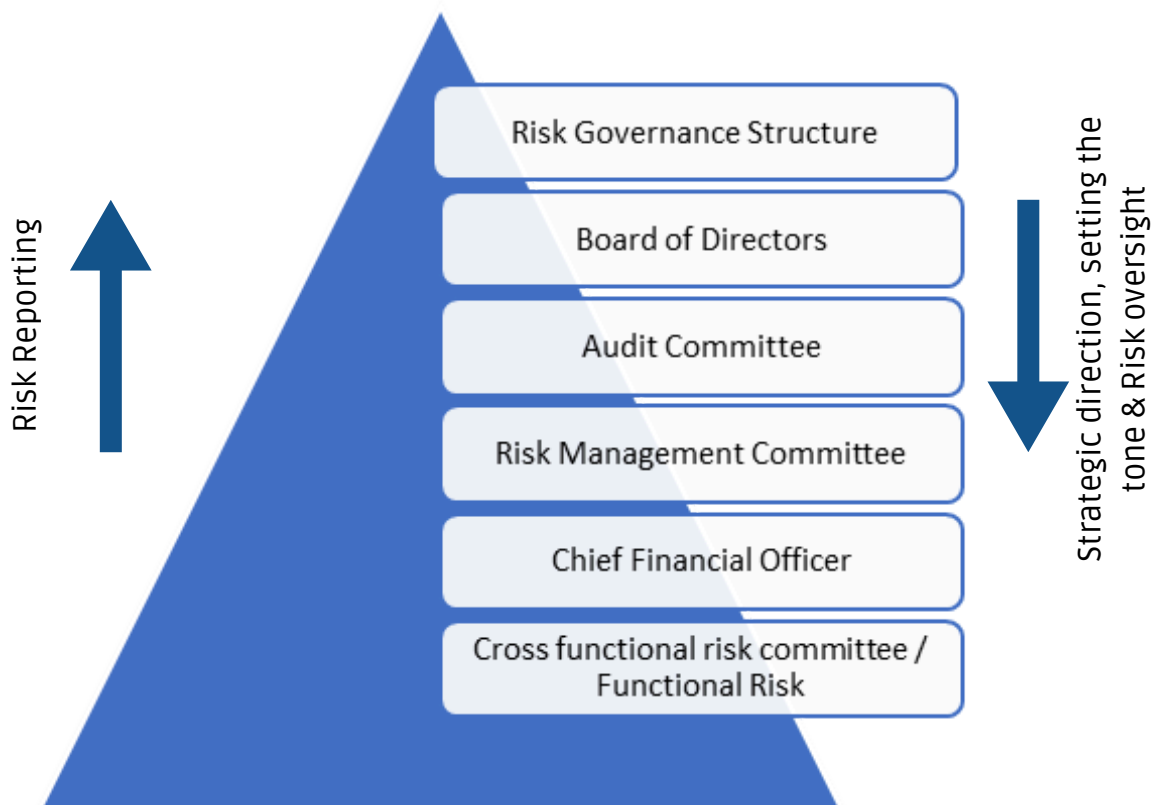 Risk Reporting
Risk Governance Structure
Board of Directors
Audit Committee
Risk Management Committee
Chief Financial Officer
Cross functional risk committee /
Functional Risk
Strategic direction, setting the
tone & Risk oversight